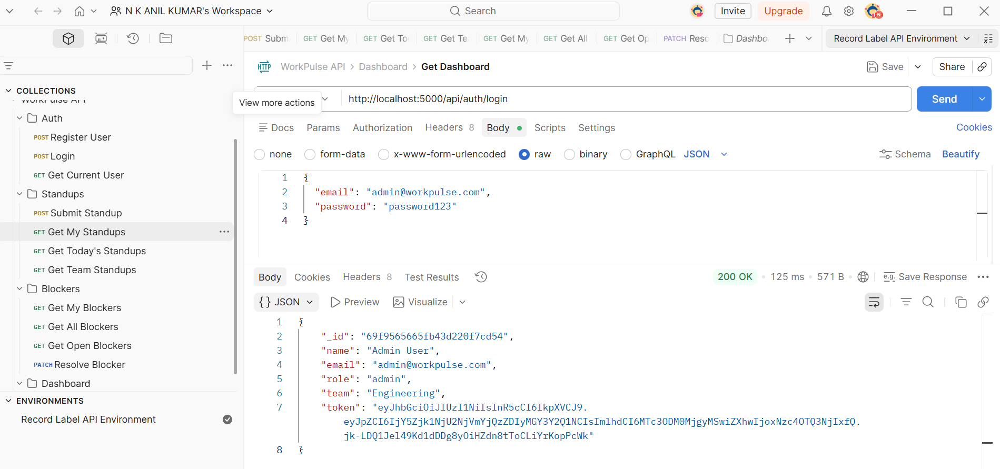 N K ANIL KUMAR's Workspace
Search
Invite
Upgrade
N
POST Subm
GET Get My
GET Get To
GET Get Te
GET Get My
GET Get All
GET Get Op
PATCH Reso
Dashbo
Record Label API Environment
HTTP
WorkPulse API > Dashboard > Get Dashboard
Save
Share
COLLECTIONS
WorkPulse API
View more actions
http://localhost:5000/api/auth/login
Send
Auth
POST Register User
POST Login
GET Get Current User
Standups
POST Submit Standup
GET Get My Standups
GET Get Today's Standups
GET Get Team Standups
Blockers
GET Get My Blockers
GET Get All Blockers
GET Get Open Blockers
PATCH Resolve Blocker
Dashboard
ENVIRONMENTS
Record Label API Environment
Docs
Params
Authorization
Headers 8
Body
Scripts
Settings
Cookies
none
form-data
x-www-form-urlencoded
raw
binary
GraphQL
JSON
Schema
Beautify
1 {
2 "email": "admin@workpulse.com",
3 "password": "password123"
4 }
Body
Cookies
Headers 8
Test Results
200 OK
125 ms
571 B
e.g. Save Response
{} JSON
Preview
Visualize
1 {
2 "_id": "69f9565665fb43d220f7cd54",
3 "name": "Admin User",
4 "email": "admin@workpulse.com",
5 "role": "admin",
6 "team": "Engineering",
7 "token": "eyJhbGciOiJIUzI1NiIsInR5cCI6IkpXVCJ9.
eyJpZCI6IjY5Zjk1NjU2NjVmYjQzZDIyMGY3Y2Q1NCIsImlhdCI6MTc3ODM0MjgyMSwiZXhwIjoxNzc4OTQ3NjIxfQ.
jk-LDQ1Jel49Kd1dDDg8yOiHZdn8tToCLiYrKopPcWk"
8 }